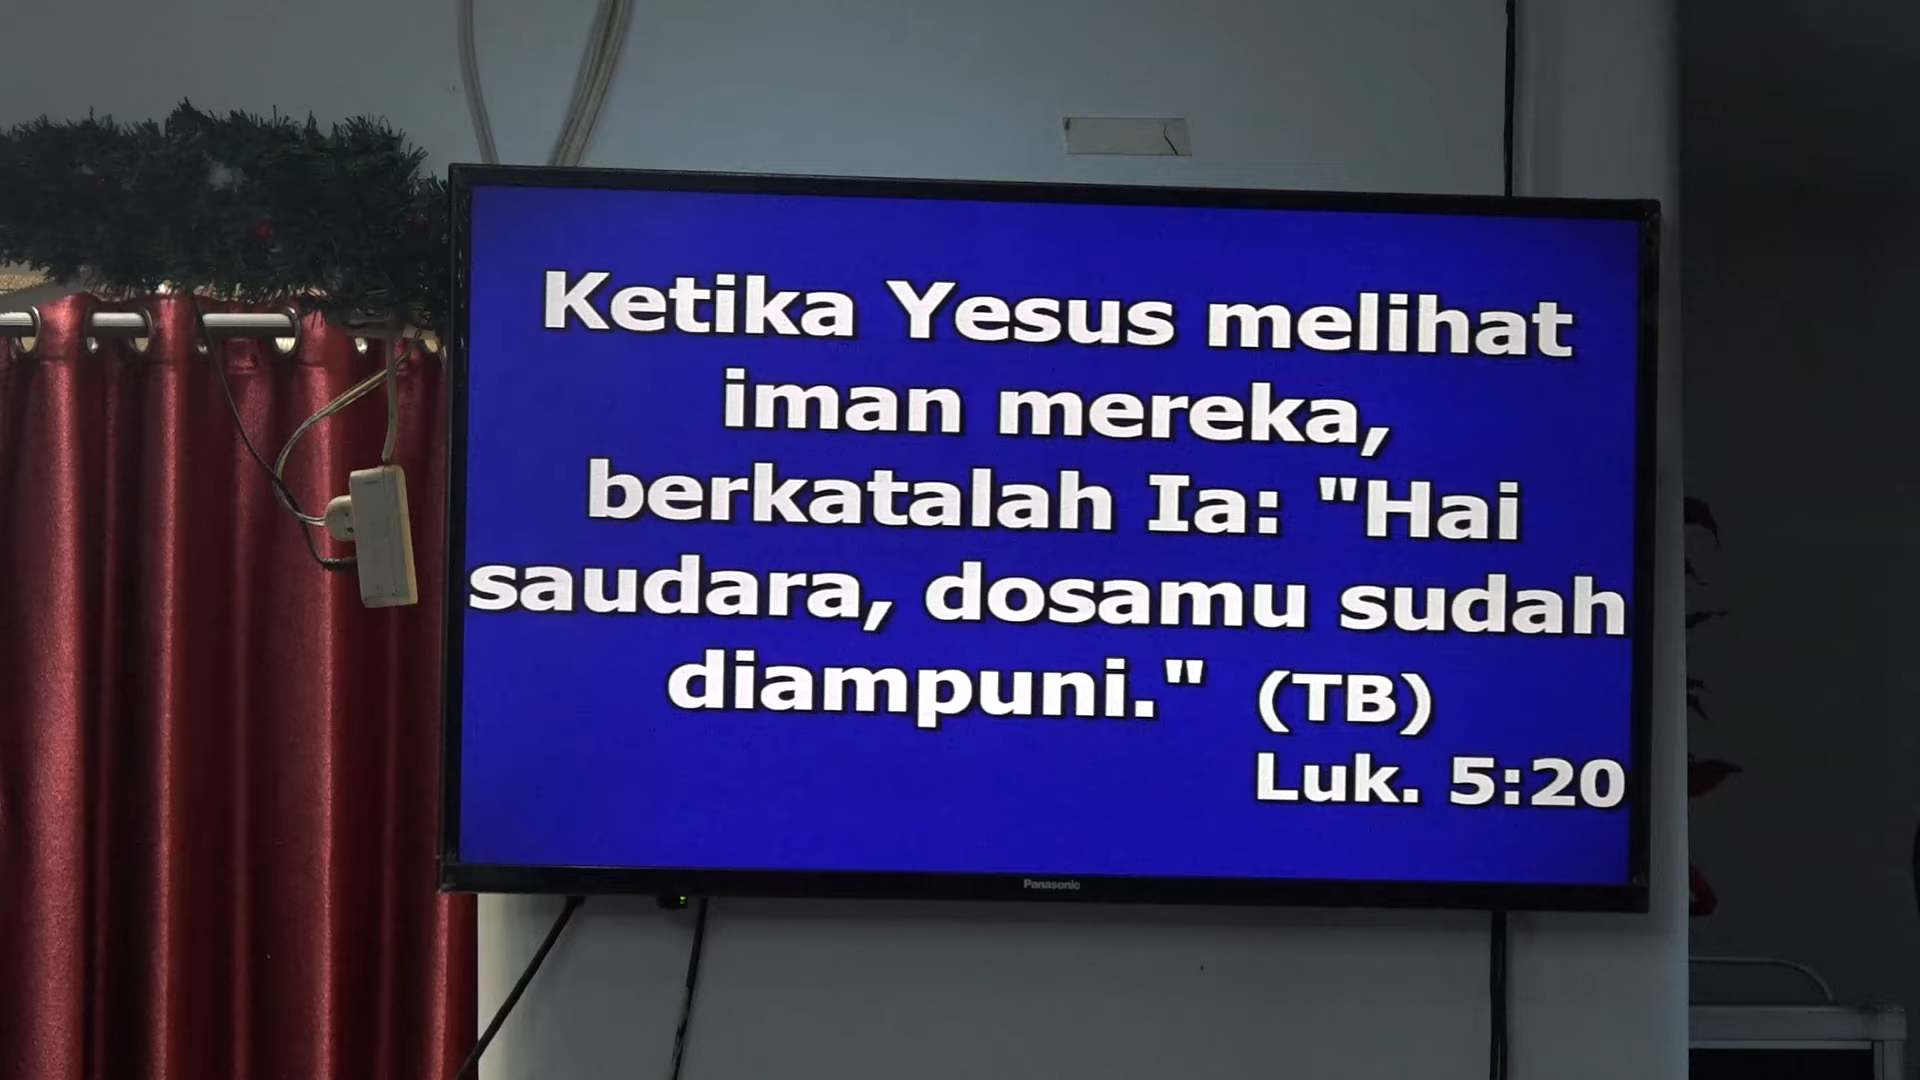 Ketika Yesus melihat
iman mereka,
berkatalah Ia: "Hai
saudara, dosamu sudah
diampuni." (TB)
Luk. 5:20
Panasonic